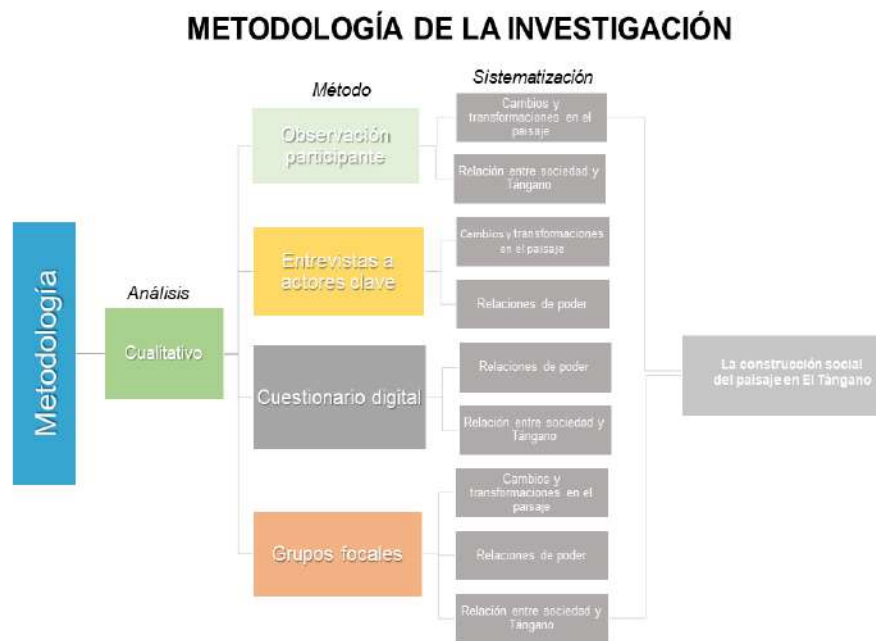 METODOLOGÍA DE LA INVESTIGACIÓN
Metodología
Análisis
Cualitativo
Método
Observación
participante
Entrevistas a
actores clave
Cuestionario digital
Grupos focales
Sistematización
Cambios y
transformaciones en el
paisaje
Relación entre sociedad y
Tángano
Cambios y transformaciones
en el paisaje
Relaciones de poder
Relaciones de poder
Relación entre sociedad y
Tángano
Cambios y
transformaciones en el
paisaje
Relaciones de poder
Relación entre sociedad y
Tángano
La construcción social
del paisaje en El Tángano